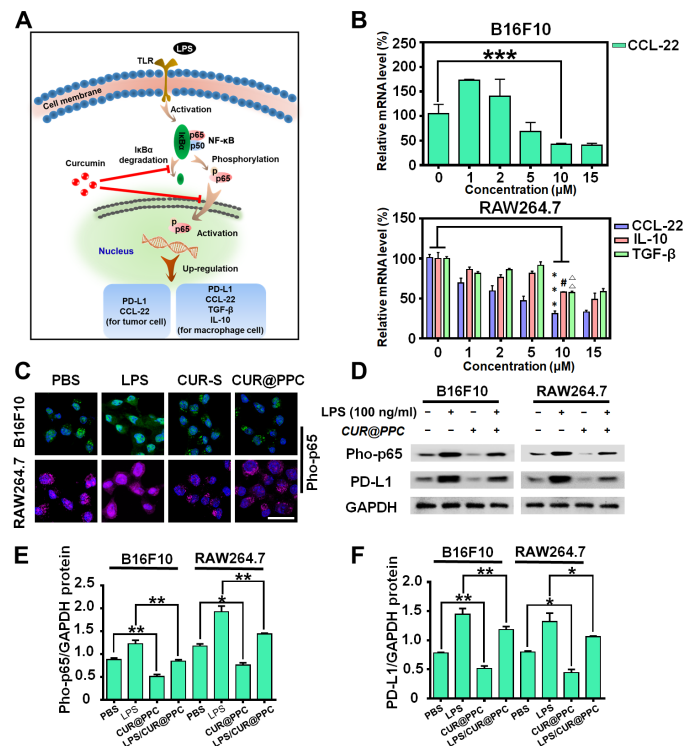 A
LPS
TLR
Cell membrane
Activation
IκBα
p65
p50
NF-κB
IκBα
degradation
Phosphorylation
Curcumin
p
p65
p
p65
Activation
Nucleus
Up-regulation
PD-L1
CCL-22
(for tumor cell)
PD-L1
CCL-22
TGF-β
IL-10
(for macrophage cell)
B
B16F10
Relative mRNA level (%)
250
200
150
100
50
0
***
CCL-22
0 1 2 5 10 15
Concentration (μM)
RAW264.7
Relative mRNA level (%)
150
100
50
0
CCL-22
IL-10
TGF-β
***
#
△△
0 1 2 5 10 15
Concentration (μM)
C
PBS LPS CUR-S CUR@PPC
B16F10
RAW264.7
Pho-p65
D
B16F10 RAW264.7
LPS (100 ng/ml) − + − + − + − +
CUR@PPC − − + + − − + +
Pho-p65
PD-L1
GAPDH
E
B16F10 RAW264.7
Pho-p65/GAPDH protein
2.5
2.0
1.5
1.0
0.5
0.0
** ** * **
PBS LPS CUR@PPC LPS/CUR@PPC PBS LPS CUR@PPC LPS/CUR@PPC
F
B16F10 RAW264.7
PD-L1/GAPDH protein
2.0
1.5
1.0
0.5
0.0
** ** * *
PBS LPS CUR@PPC LPS/CUR@PPC PBS LPS CUR@PPC LPS/CUR@PPC